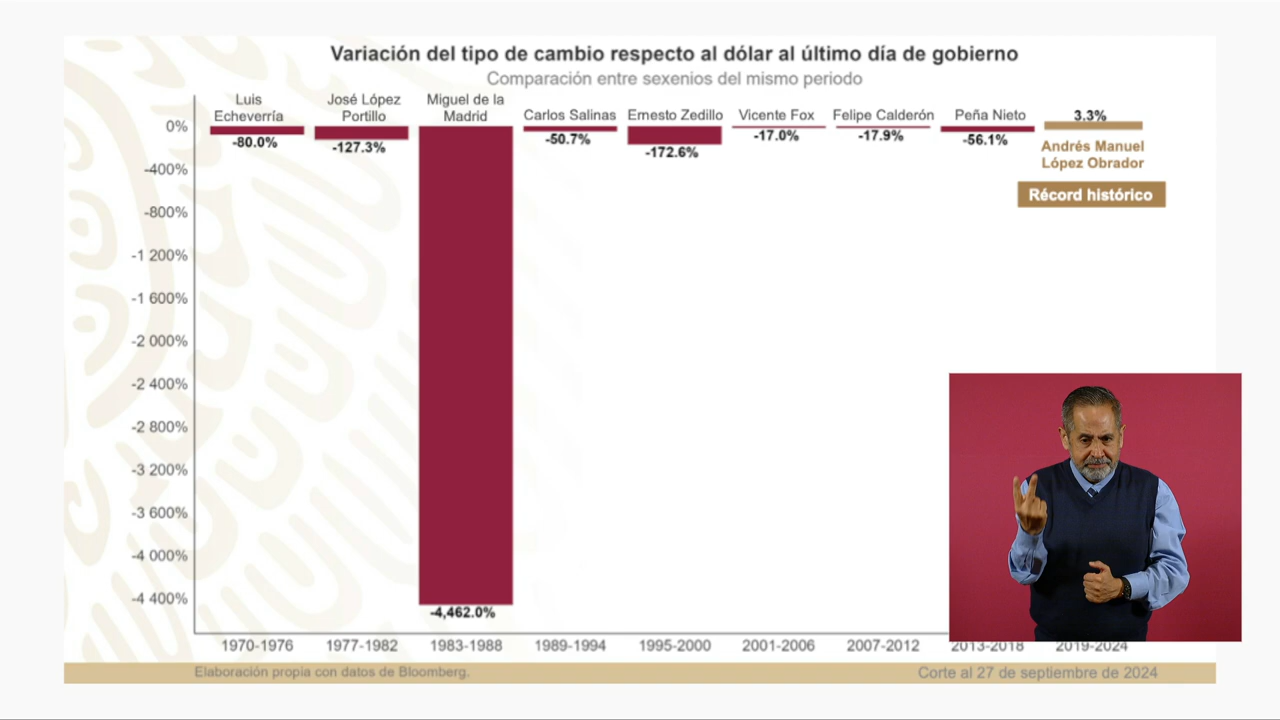 Variación del tipo de cambio respecto al dólar al último día de gobierno
Comparación entre sexenios del mismo periodo
Luis
Echeverría
José López
Portillo
Miguel de la
Madrid
Carlos Salinas
Ernesto Zedillo
Vicente Fox
Felipe Calderón
Peña Nieto
3.3%
Andrés Manuel
López Obrador
Récord histórico
0%
-400%
-800%
-1 200%
-1 600%
-2 000%
-2 400%
-2 800%
-3 200%
-3 600%
-4 000%
-4 400%
-80.0%
-127.3%
-4,462.0%
-50.7%
-172.6%
-17.0%
-17.9%
-56.1%
1970-1976
1977-1982
1983-1988
1989-1994
1995-2000
2001-2006
2007-2012
2013-2018
2019-2024
Elaboración propia con datos de Bloomberg.
Corte al 27 de septiembre de 2024